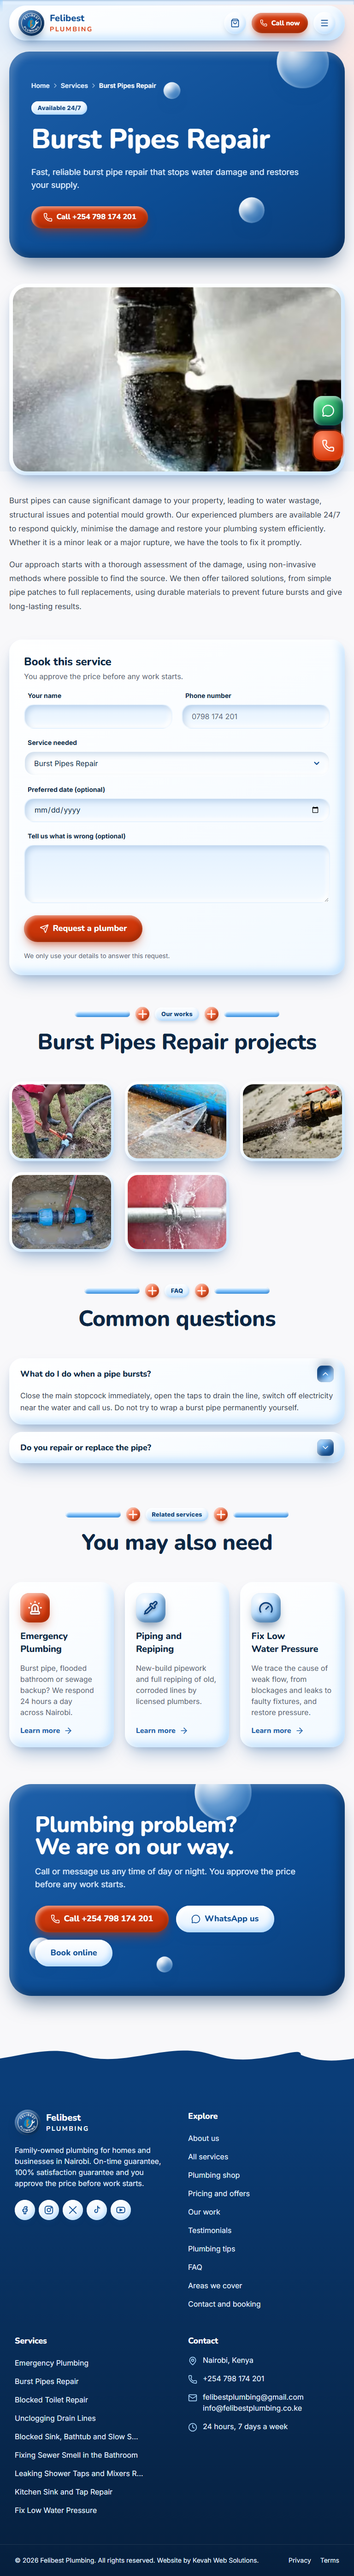 Felibest
PLUMBING
Call now
Home > Services > Burst Pipes Repair
Available 24/7
Burst Pipes Repair
Fast, reliable burst pipe repair that stops water damage and restores
your supply.
Call +254 798 174 201
Burst pipes can cause significant damage to your property, leading to water wastage,
structural issues and potential mould growth. Our experienced plumbers are available 24/7
to respond quickly, minimise the damage and restore your plumbing system efficiently.
Whether it is a minor leak or a major rupture, we have the tools to fix it promptly.
Our approach starts with a thorough assessment of the damage, using non-invasive
methods where possible to find the source. We then offer tailored solutions, from simple
pipe patches to full replacements, using durable materials to prevent future bursts and give
long-lasting results.
Book this service
You approve the price before any work starts.
Your name
Phone number
0798 174 201
Service needed
Burst Pipes Repair
Preferred date (optional)
mm/dd/yyyy
Tell us what is wrong (optional)
Request a plumber
We only use your details to answer this request.
Our works
Burst Pipes Repair projects
FAQ
Common questions
What do I do when a pipe bursts?
Close the main stopcock immediately, open the taps to drain the line, switch off electricity
near the water and call us. Do not try to wrap a burst pipe permanently yourself.
Do you repair or replace the pipe?
Related services
You may also need
Emergency
Plumbing
Burst pipe, flooded
bathroom or sewage
backup? We respond
24 hours a day
across Nairobi.
Learn more
Piping and
Repiping
New-build pipework
and full repiping of old,
corroded lines by
licensed plumbers.
Learn more
Fix Low
Water Pressure
We trace the cause of
weak flow, from
blockages and leaks to
faulty fixtures, and
restore pressure.
Learn more
Plumbing problem?
We are on our way.
Call or message us any time of day or night. You approve the price
before any work starts.
Call +254 798 174 201
WhatsApp us
Book online
Felibest
PLUMBING
Family-owned plumbing for homes and
businesses in Nairobi. On-time guarantee,
100% satisfaction guarantee and you
approve the price before work starts.
Explore
About us
All services
Plumbing shop
Pricing and offers
Our work
Testimonials
Plumbing tips
FAQ
Areas we cover
Contact and booking
Services
Emergency Plumbing
Burst Pipes Repair
Blocked Toilet Repair
Unclogging Drain Lines
Blocked Sink, Bathtub and Slow S...
Fixing Sewer Smell in the Bathroom
Leaking Shower Taps and Mixers R...
Kitchen Sink and Tap Repair
Fix Low Water Pressure
Contact
Nairobi, Kenya
+254 798 174 201
felibestplumbing@gmail.com
info@felibestplumbing.co.ke
24 hours, 7 days a week
© 2026 Felibest Plumbing. All rights reserved. Website by Kevah Web Solutions.
Privacy
Terms